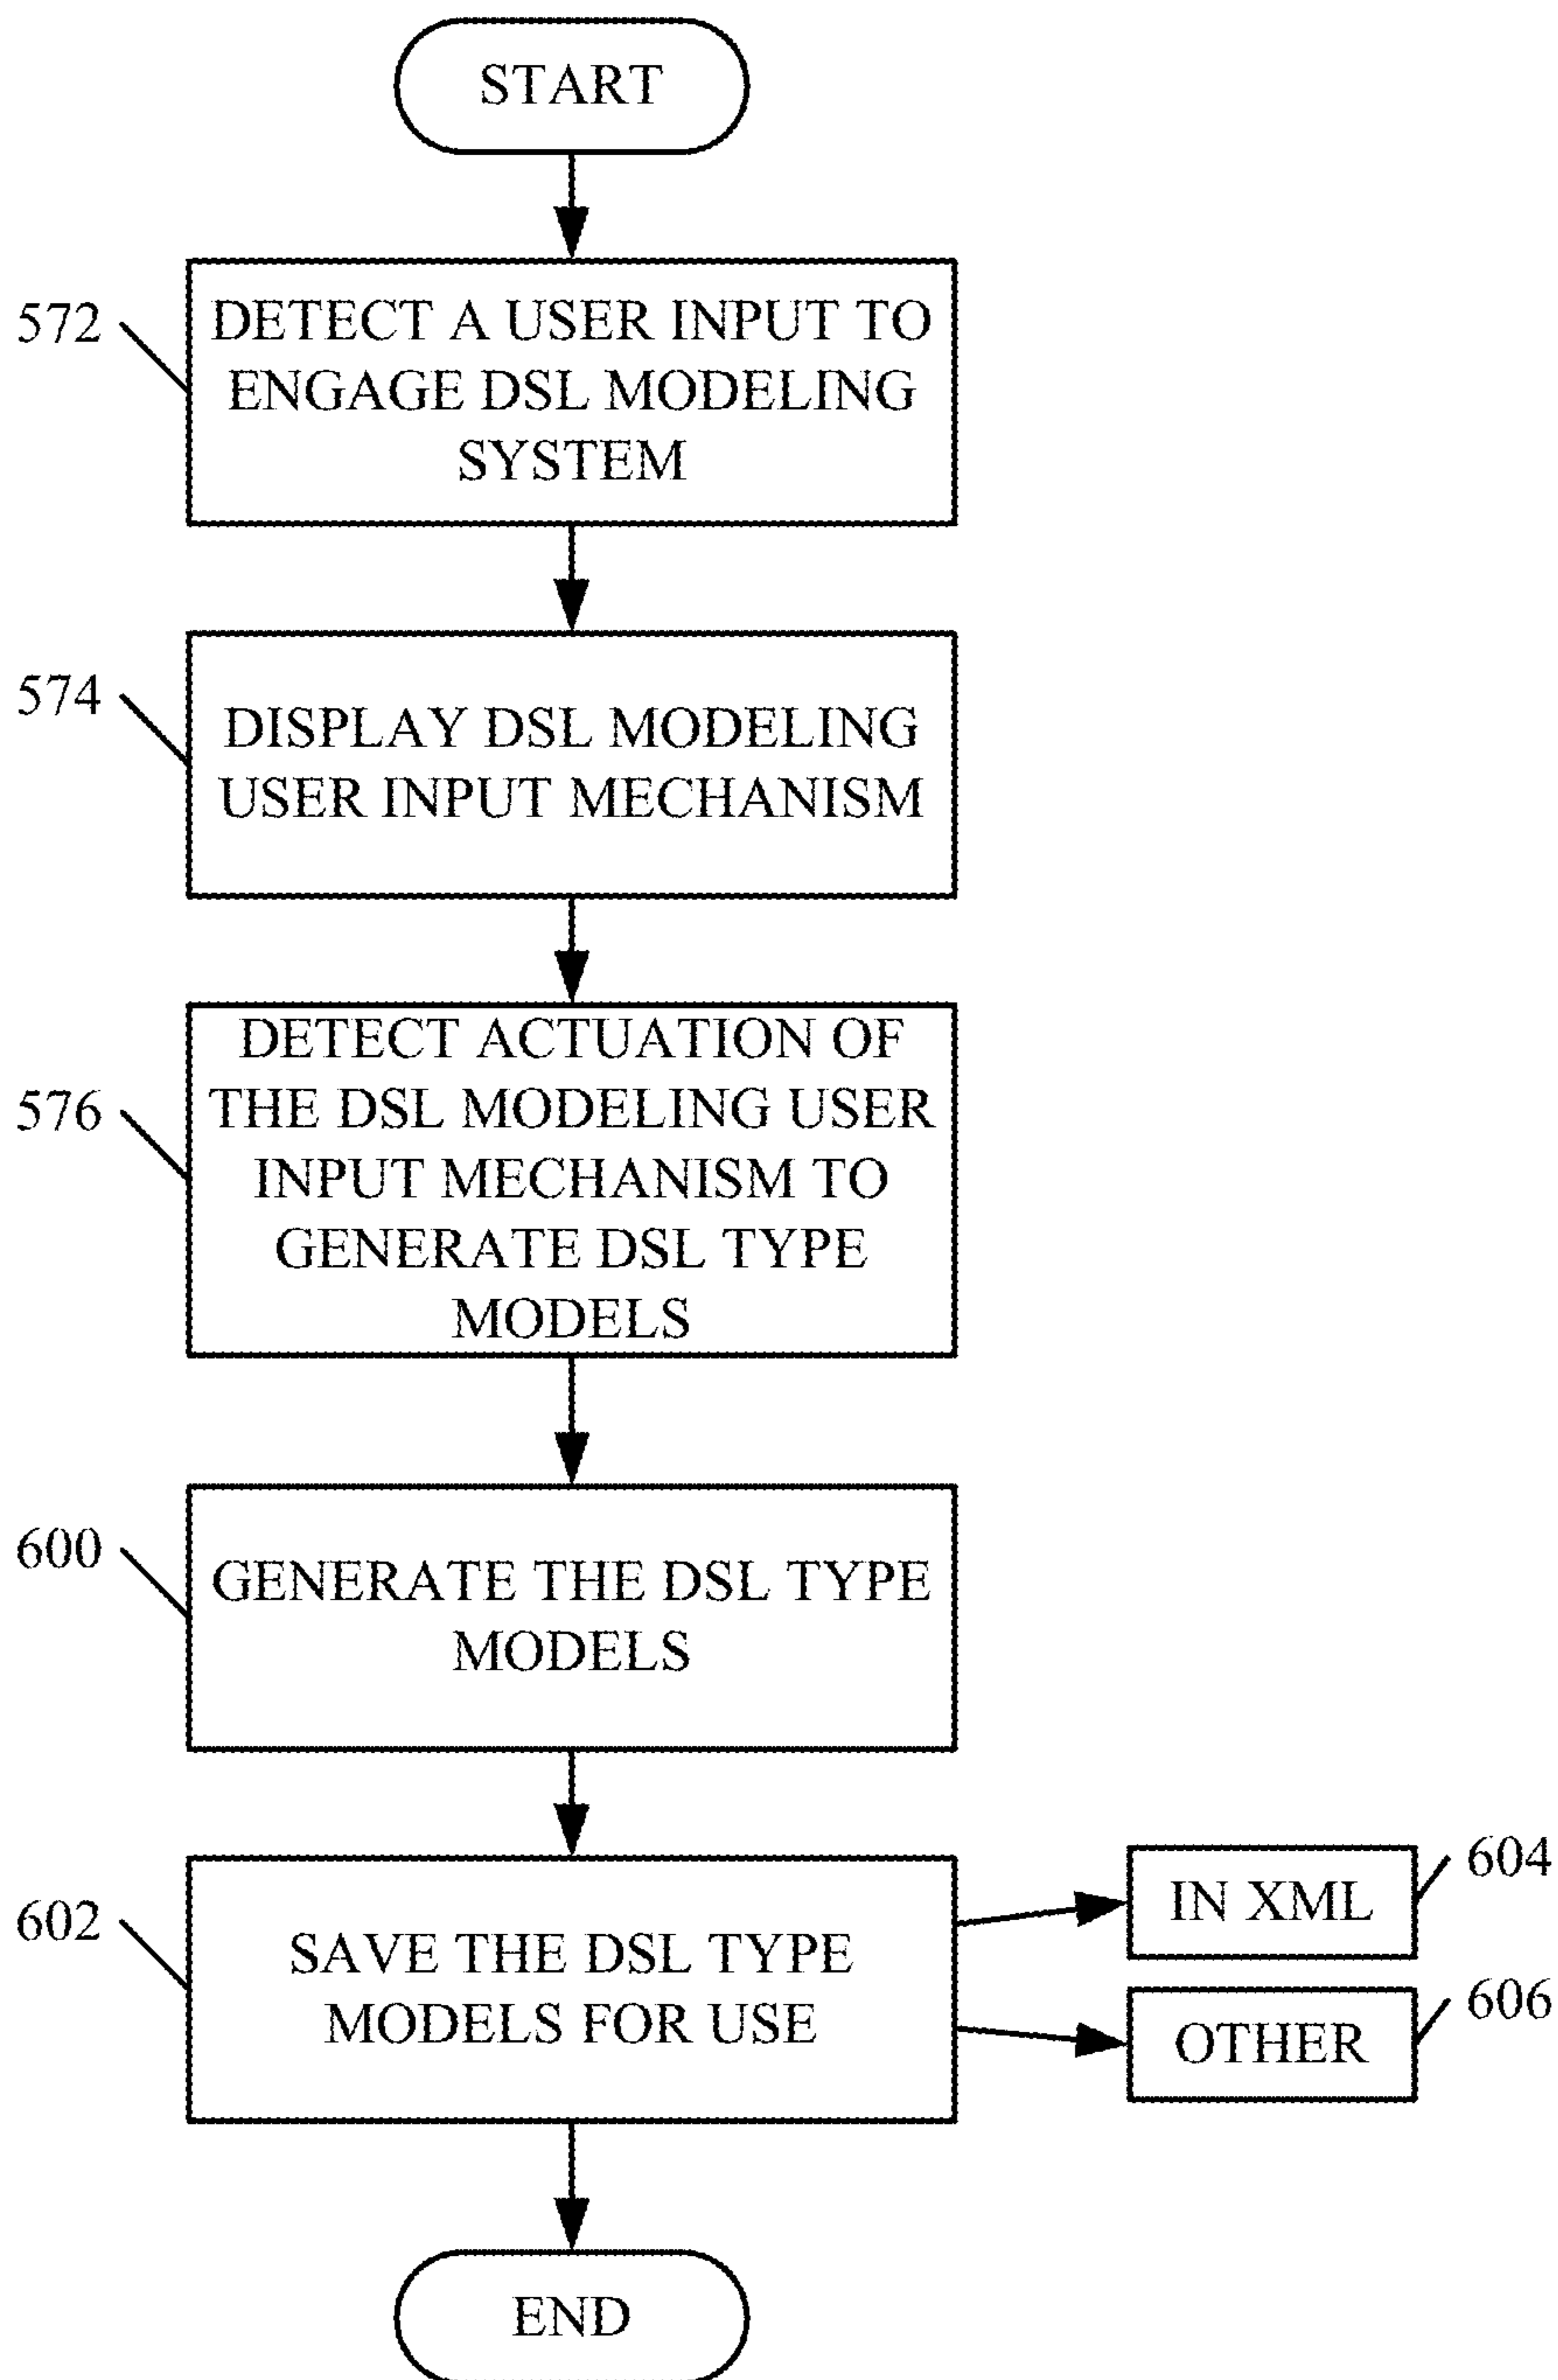 START
572
DETECT A USER INPUT TO
ENGAGE DSL MODELING
SYSTEM
574
DISPLAY DSL MODELING
USER INPUT MECHANISM
576
DETECT ACTUATION OF
THE DSL MODELING USER
INPUT MECHANISM TO
GENERATE DSL TYPE
MODELS
600
GENERATE THE DSL TYPE
MODELS
602
SAVE THE DSL TYPE
MODELS FOR USE
IN XML
604
OTHER
606
END